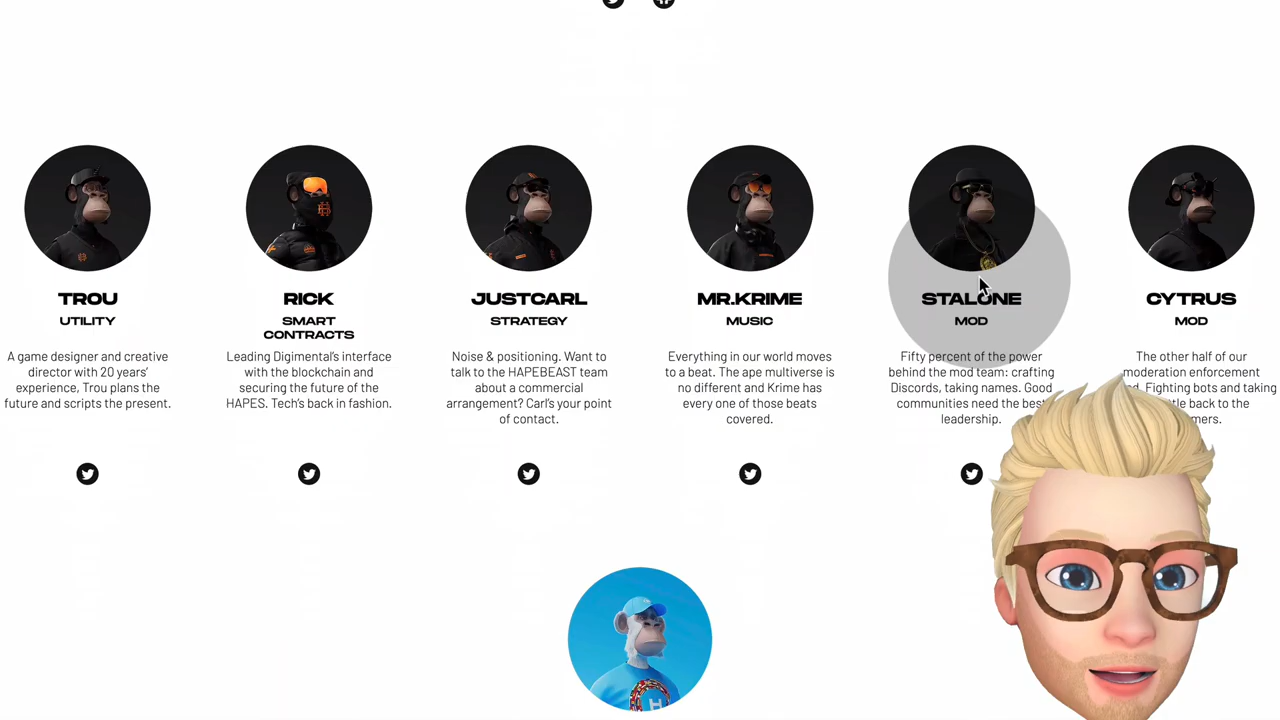 TROU
UTILITY
A game designer and creative
director with 20 years'
experience, Trou plans the
future and scripts the present.
RICK
SMART
CONTRACTS
Leading Digimental's interface
with the blockchain and
securing the future of the
HAPES. Tech's back in fashion.
JUSTCARL
STRATEGY
Noise & positioning. Want to
talk to the HAPEBEAST team
about a commercial
arrangement? Carl's your point
of contact.
MR.KRIME
MUSIC
Everything in our world moves
to a beat. The ape multiverse is
no different and Krime has
every one of those beats
covered.
STALONE
MOD
Fifty percent of the power
behind the mod team: crafting
Discords, taking names. Good
communities need the best
leadership.
CYTRUS
MOD
The other half of our
moderation enforcement
Fighting bots and taking
back to the
H